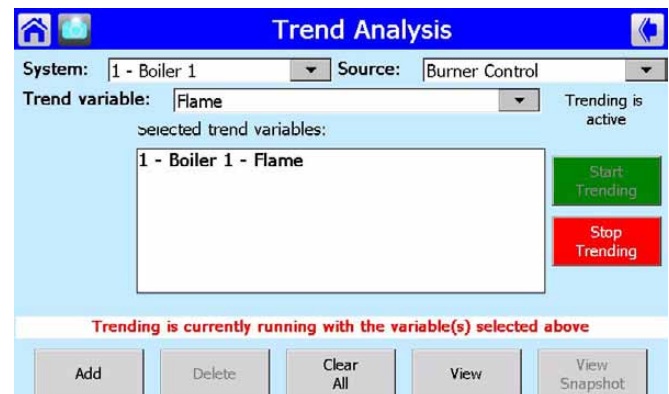 Trend Analysis
System: 1 - Boiler 1 Source: Burner Control
Trend variable: Flame
Trending is
active
Selected trend variables:
1 - Boiler 1 - Flame
Start
Trending
Stop
Trending
Trending is currently running with the variable(s) selected above
Add
Delete
Clear
All
View
View
Snapshot